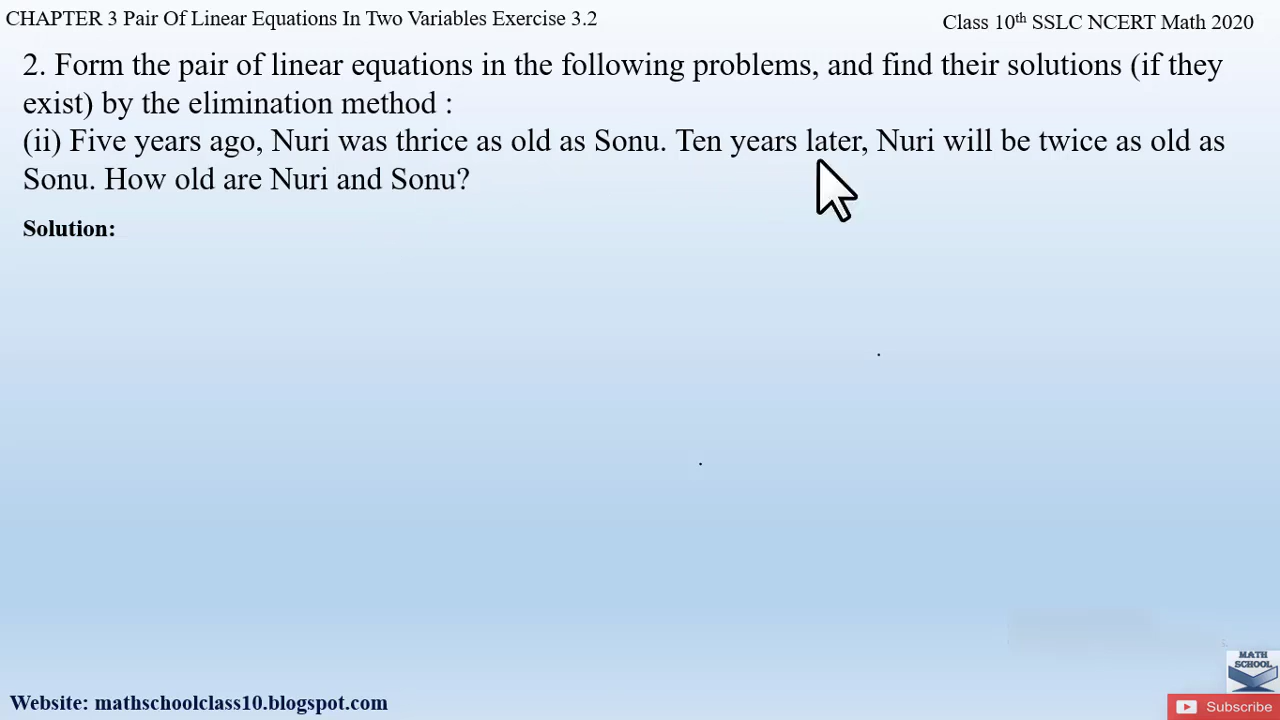 CHAPTER 3 Pair Of Linear Equations In Two Variables Exercise 3.2
Class 10th SSLC NCERT Math 2020
2. Form the pair of linear equations in the following problems, and find their solutions (if they
exist) by the elimination method :
(ii) Five years ago, Nuri was thrice as old as Sonu. Ten years later, Nuri will be twice as old as
Sonu. How old are Nuri and Sonu?
Solution:
MATH
SCHOOL
Website: mathschoolclass10.blogspot.com
Subscribe